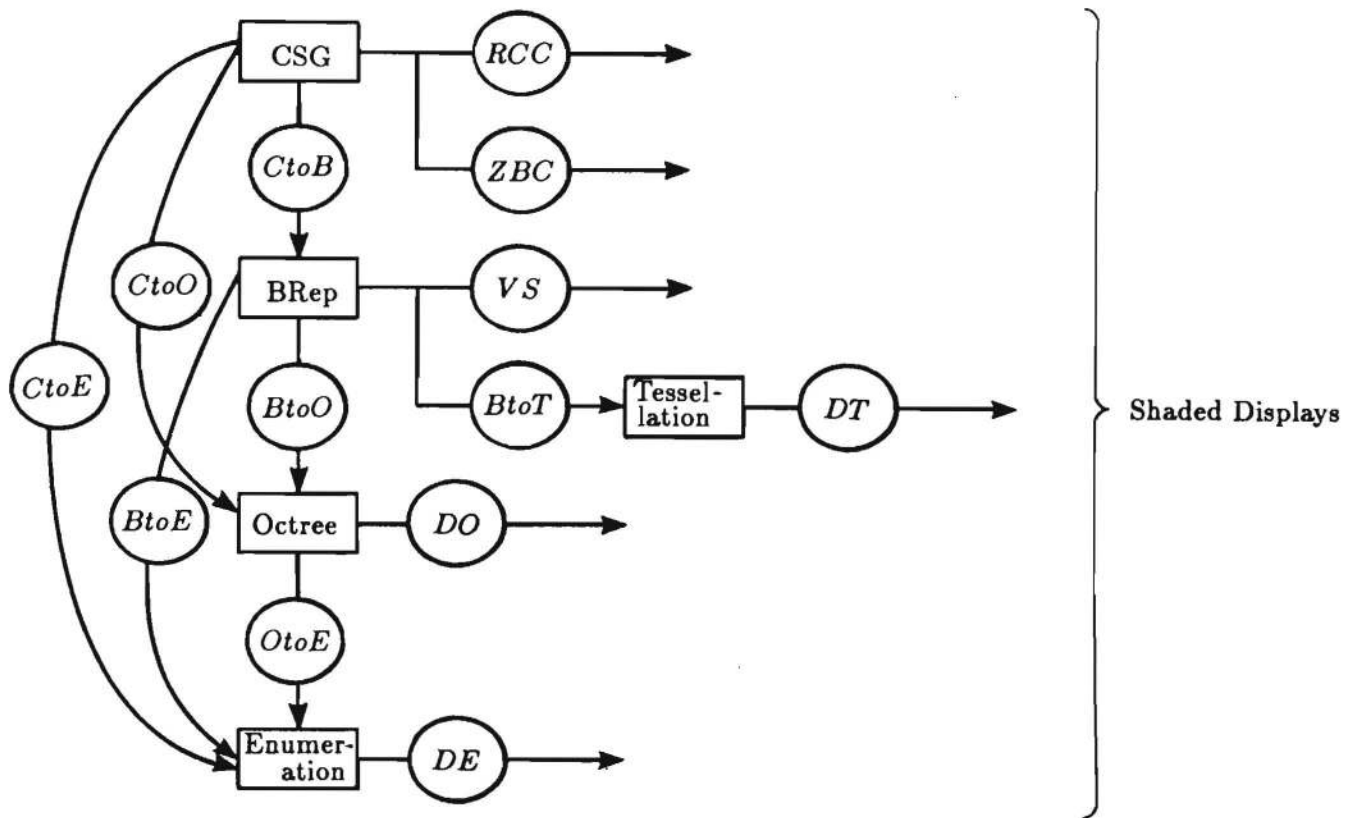 CSG
RCC
CtoB
ZBC
CtoO
BRep
VS
CtoE
BtoO
BtoT
Tessel-
lation
DT
Shaded Displays
BtoE
Octree
DO
OtoE
Enumer-
ation
DE